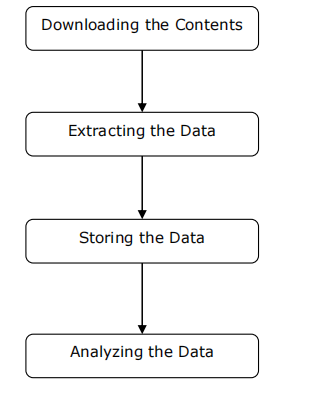 Downloading the Contents
Extracting the Data
Storing the Data
Analyzing the Data